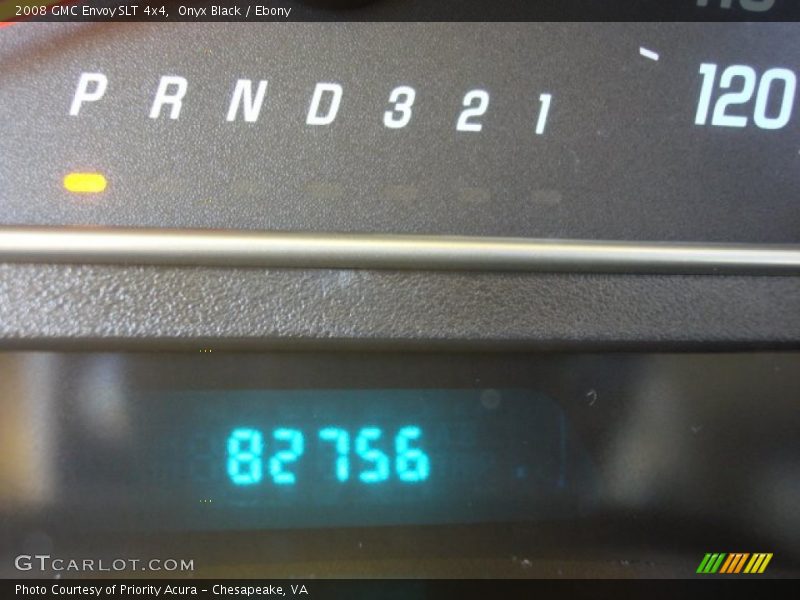 2008 GMC Envoy SLT 4x4, Onyx Black / Ebony
P R N D 3 2 1 120
82756
GTCARLOT.COM
Photo Courtesy of Priority Acura - Chesapeake, VA